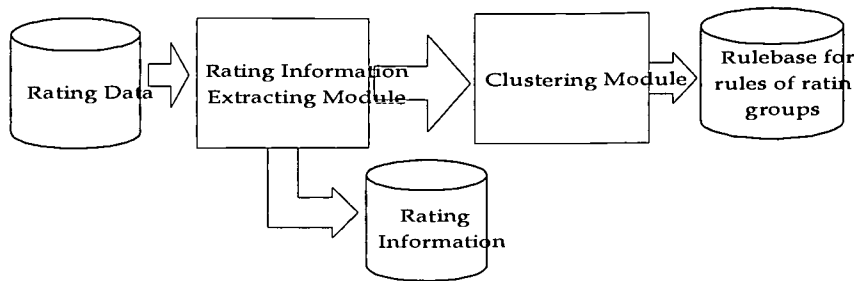 Rating Data
Rating Information
Extracting Module
Clustering Module
Rulebase for
rules of ratin
groups
Rating
Information